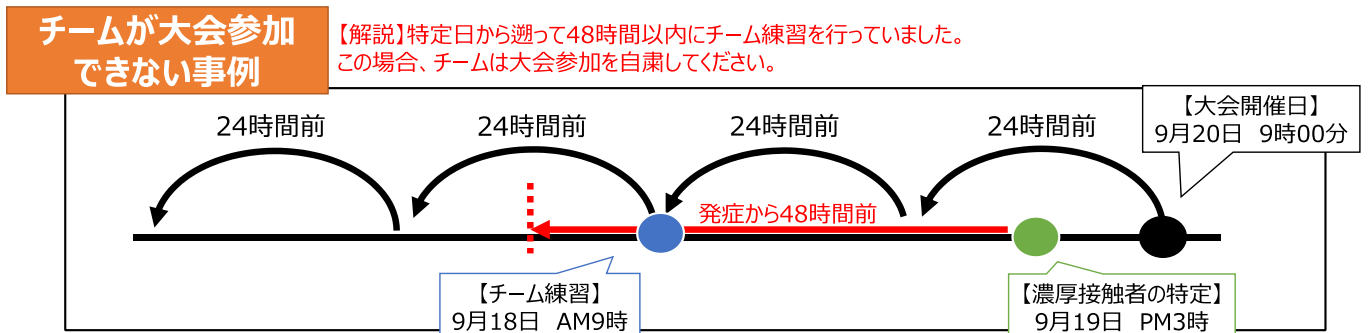 チームが大会参加
できない事例
【解説】特定日から遡って48時間以内にチーム練習を行っていました。
この場合、チームは大会参加を自粛してください。
【大会開催日】
9月20日 9時00分
24時間前
24時間前
24時間前
24時間前
発症から48時間前
【チーム練習】
9月18日 AM9時
【濃厚接触者の特定】
9月19日 PM3時